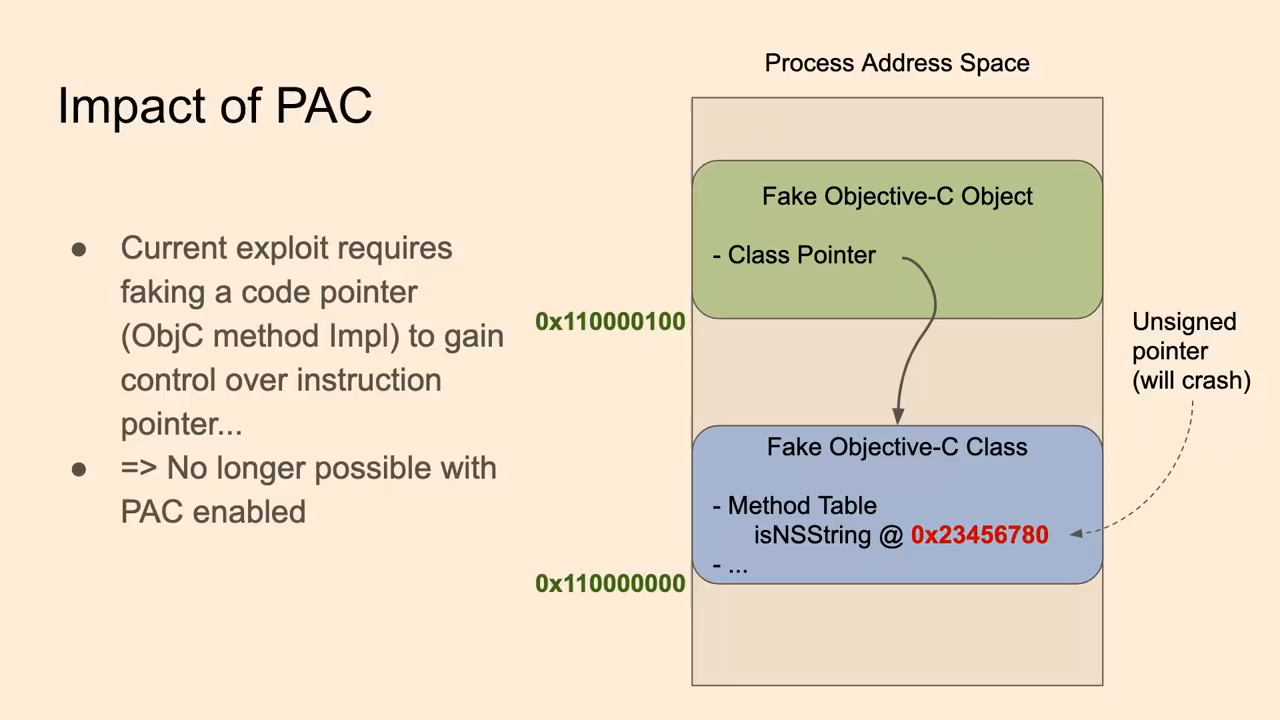 Impact of PAC
● Current exploit requires
faking a code pointer
(ObjC method Impl) to gain
control over instruction
pointer...
● => No longer possible with
PAC enabled
Process Address Space
Fake Objective-C Object
- Class Pointer
0x110000100
Unsigned
pointer
(will crash)
Fake Objective-C Class
- Method Table
isNSString @ 0x23456780
- ...
0x110000000